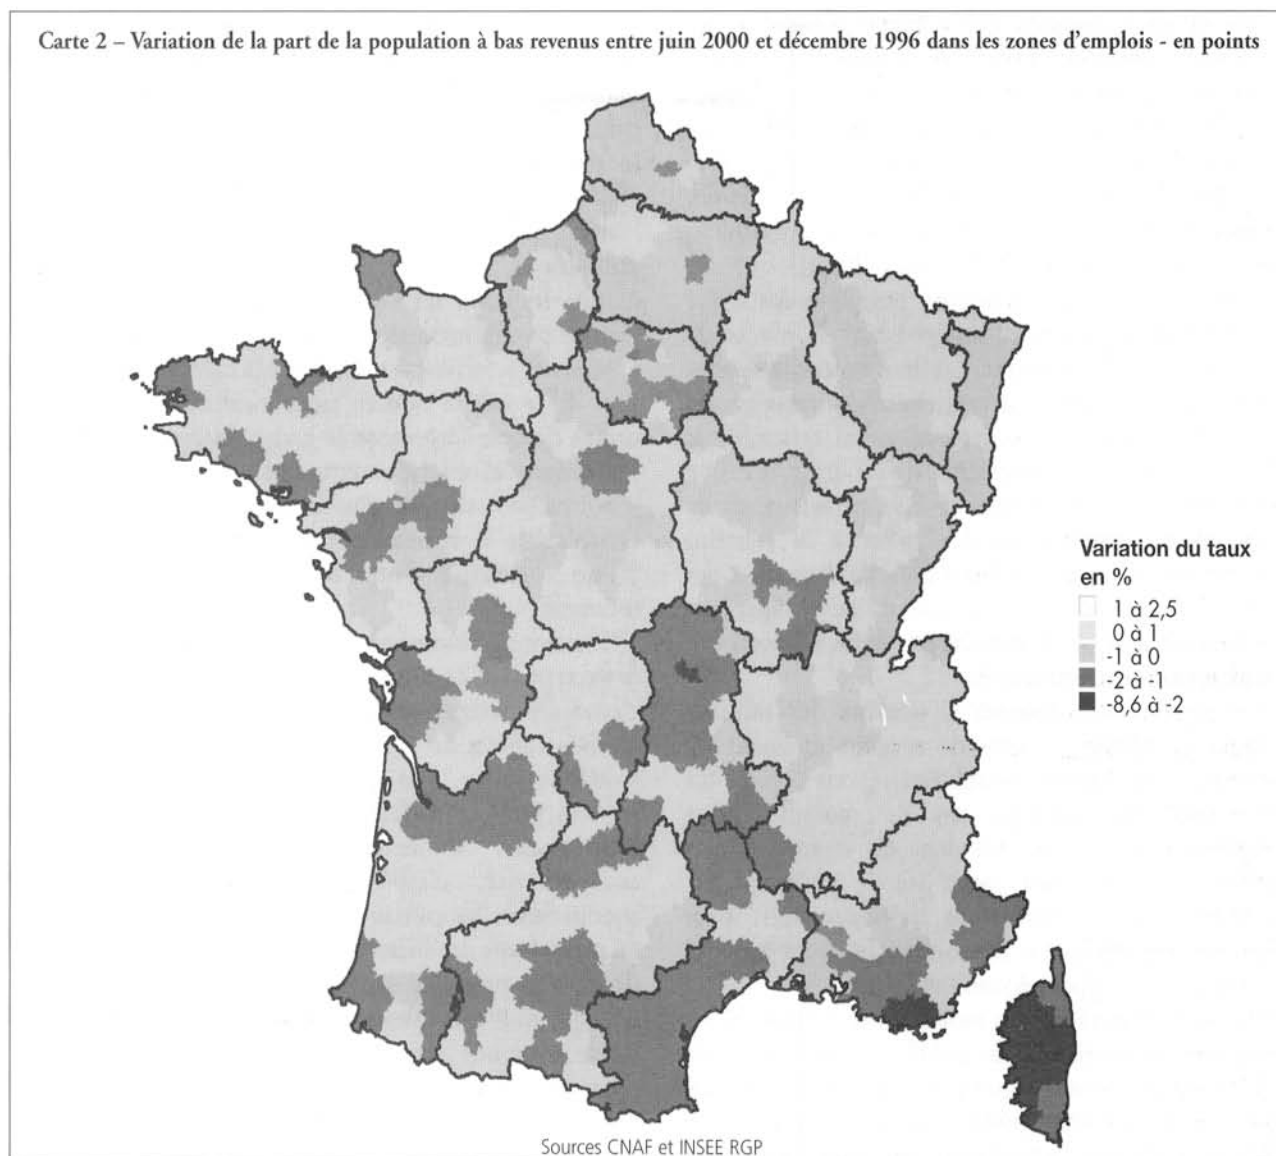 Carte 2 – Variation de la part de la population à bas revenus entre juin 2000 et décembre 1996 dans les zones d'emplois - en points
Variation du taux
en %
1 à 2,5
0 à 1
-1 à 0
-2 à -1
-8,6 à -2
Sources CNAF et INSEE RGP